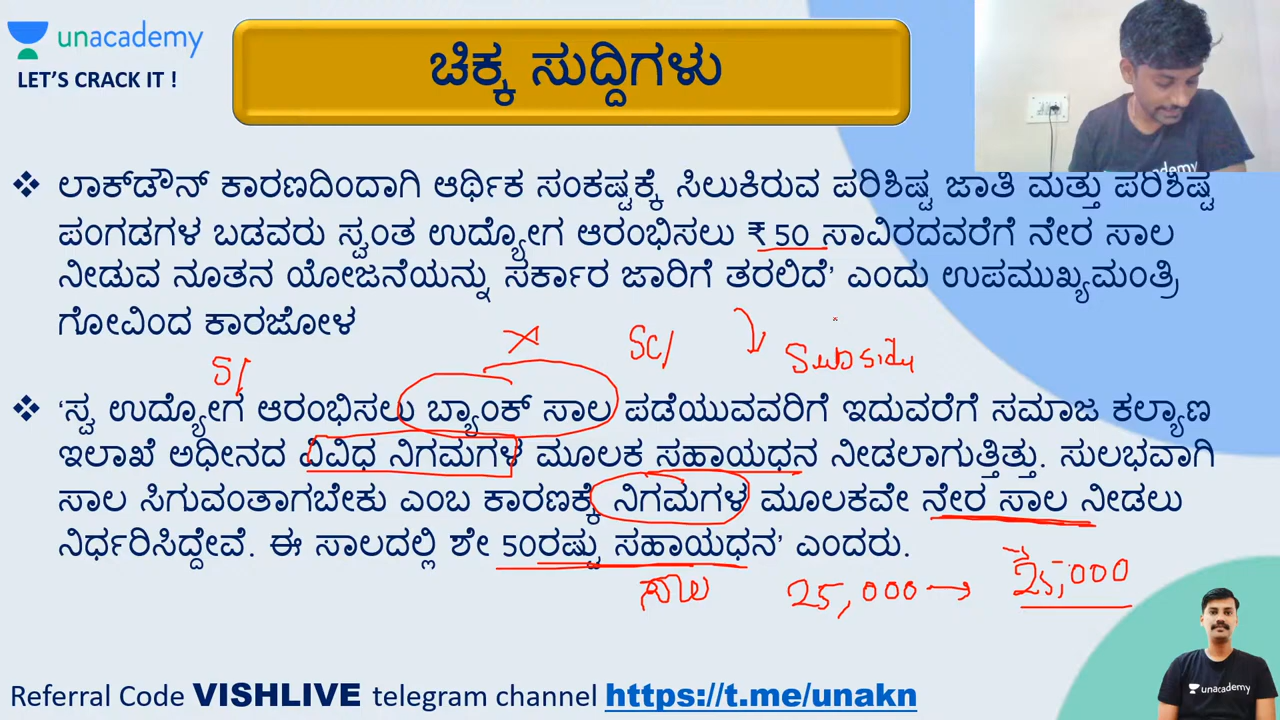 unacademy
LET'S CRACK IT !
ಚಿಕ್ಕ ಸುದ್ದಿಗಳು
ಲಾಕ್‌ಡೌನ್ ಕಾರಣದಿಂದಾಗಿ ಆರ್ಥಿಕ ಸಂಕಷ್ಟಕ್ಕೆ ಸಿಲುಕಿರುವ ಪರಿಶಿಷ್ಟ ಜಾತಿ ಮತ್ತು ಪರಿಶಿಷ್ಟ
ಪಂಗಡಗಳ ಬಡವರು ಸ್ವಂತ ಉದ್ಯೋಗ ಆರಂಭಿಸಲು ₹ 50 ಸಾವಿರದವರೆಗೆ ನೇರ ಸಾಲ
ನೀಡುವ ನೂತನ ಯೋಜನೆಯನ್ನು ಸರ್ಕಾರ ಜಾರಿಗೆ ತರಲಿದೆ’ ಎಂದು ಉಪಮುಖ್ಯಮಂತ್ರಿ
ಗೋವಿಂದ ಕಾರಜೋಳ
SC/
Subsidy
‘ಸ್ವ ಉದ್ಯೋಗ ಆರಂಭಿಸಲು ಬ್ಯಾಂಕ್ ಸಾಲ ಪಡೆಯುವವರಿಗೆ ಇದುವರೆಗೆ ಸಮಾಜ ಕಲ್ಯಾಣ
ಇಲಾಖೆ ಅಧೀನದ ವಿವಿಧ ನಿಗಮಗಳ ಮೂಲಕ ಸಹಾಯಧನ ನೀಡಲಾಗುತ್ತಿತ್ತು. ಸುಲಭವಾಗಿ
ಸಾಲ ಸಿಗುವಂತಾಗಬೇಕು ಎಂಬ ಕಾರಣಕ್ಕೆ ನಿಗಮಗಳ ಮೂಲಕವೇ ನೇರ ಸಾಲ ನೀಡಲು
ನಿರ್ಧರಿಸಿದ್ದೇವೆ. ಈ ಸಾಲದಲ್ಲಿ ಶೇ 50ರಷ್ಟು ಸಹಾಯಧನ’ ಎಂದರು.
ಸಾಲ 25,000 → 25,000
unacademy
Referral Code VISHLIVE telegram channel https://t.me/unakn